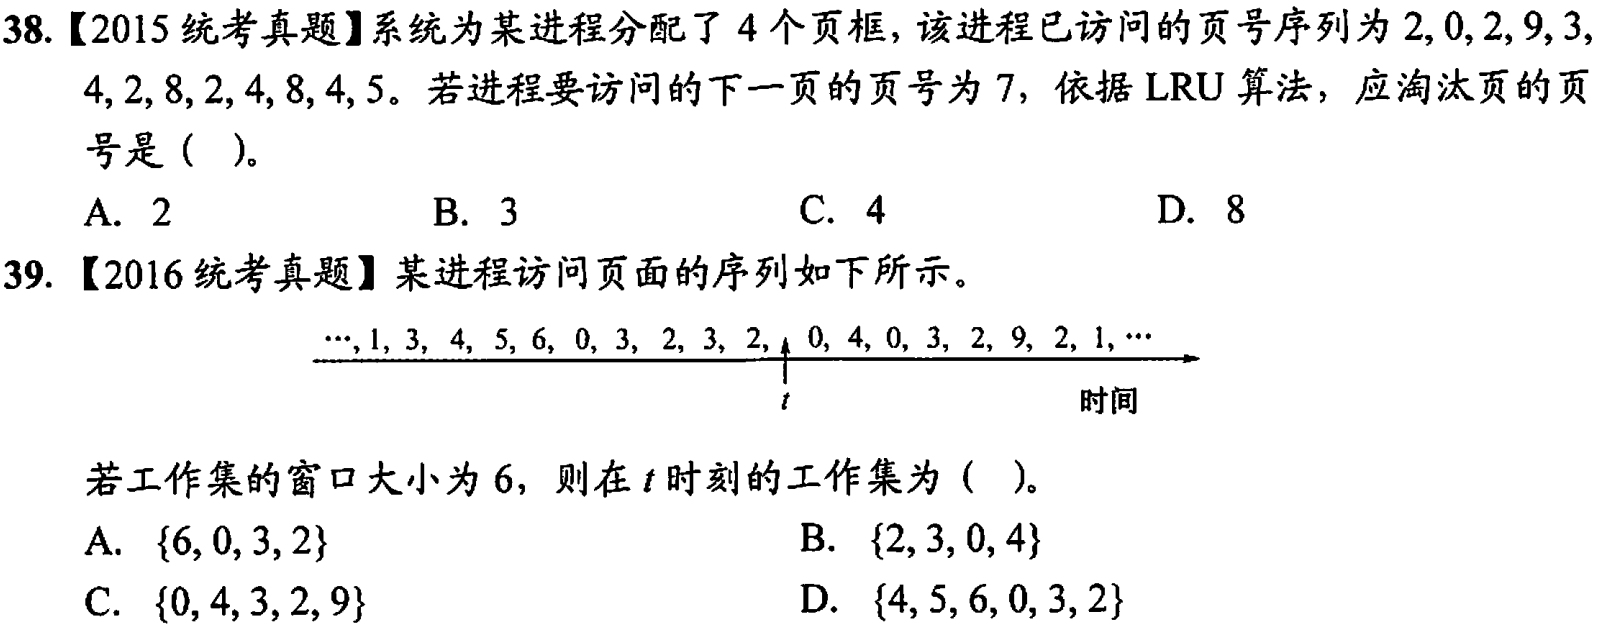 38.【2015 统考真题】系统为某进程分配了 4 个页框，该进程已访问的页号序列为 2, 0, 2, 9, 3,
4, 2, 8, 2, 4, 8, 4, 5。若进程要访问的下一页的页号为 7，依据 LRU 算法，应淘汰页的页
号是（ ）。
A. 2 B. 3 C. 4 D. 8
39.【2016 统考真题】某进程访问页面的序列如下所示。
…, 1, 3, 4, 5, 6, 0, 3, 2, 3, 2, 0, 4, 0, 3, 2, 9, 2, 1, …
t 时间
若工作集的窗口大小为 6，则在 t 时刻的工作集为（ ）。
A. {6, 0, 3, 2} B. {2, 3, 0, 4}
C. {0, 4, 3, 2, 9} D. {4, 5, 6, 0, 3, 2}